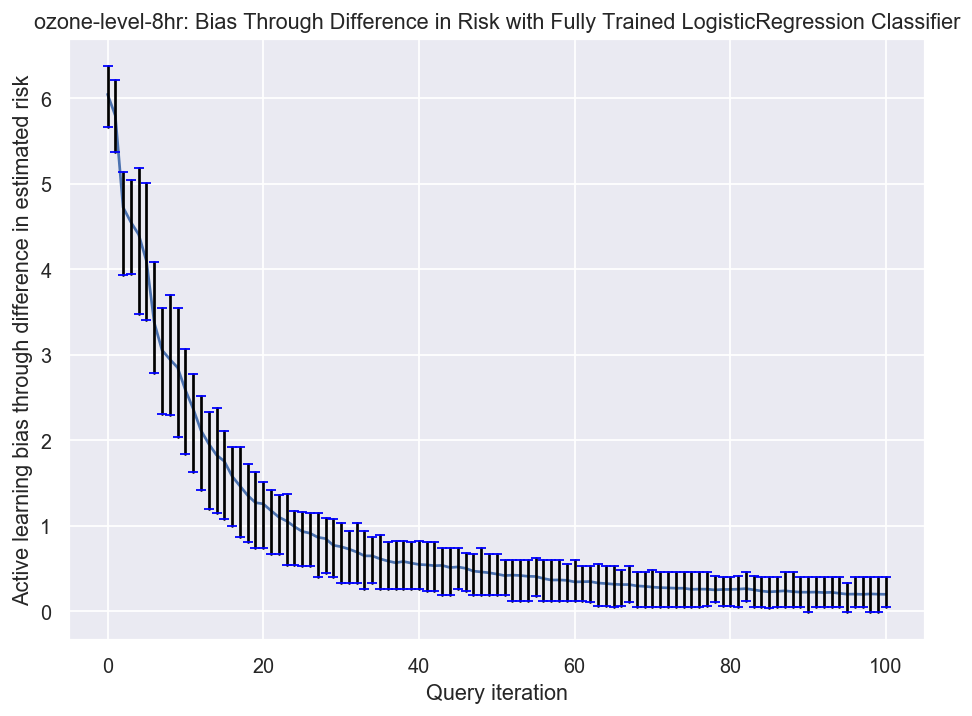 ozone-level-8hr: Bias Through Difference in Risk with Fully Trained LogisticRegression Classifier
Active learning bias through difference in estimated risk
6
5
4
3
2
1
0
0 20 40 60 80 100
Query iteration